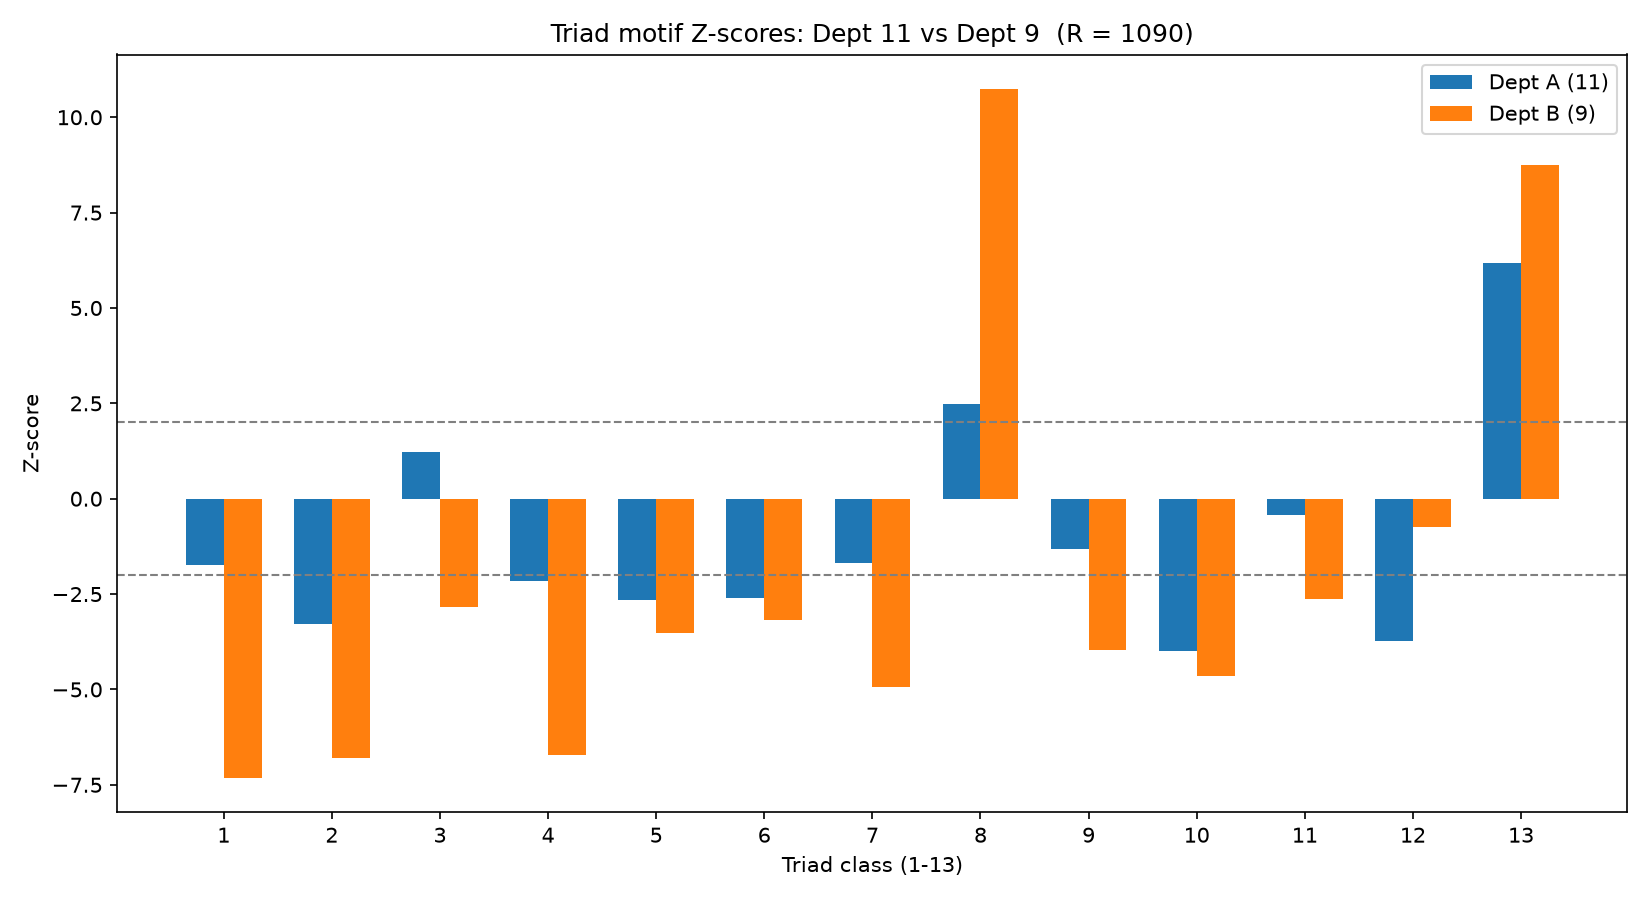 Triad motif Z-scores: Dept 11 vs Dept 9  (R = 1090)
Dept A (11)
Dept B (9)
10.0
7.5
5.0
2.5
0.0
−2.5
−5.0
−7.5
Z-score
1 2 3 4 5 6 7 8 9 10 11 12 13
Triad class (1-13)